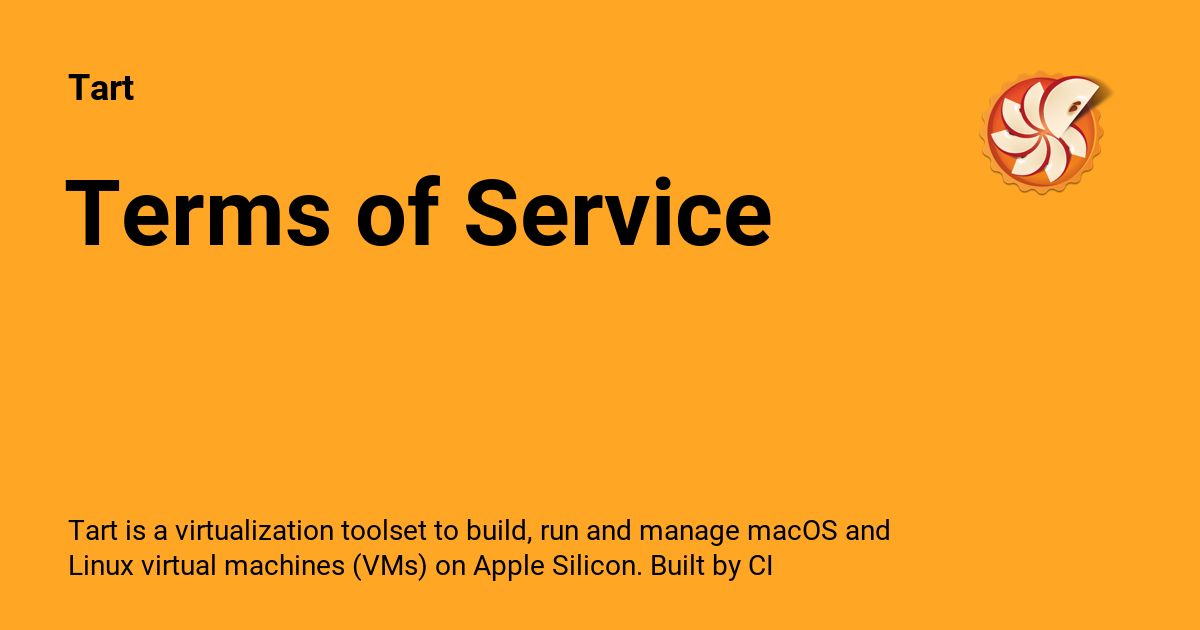 Tart
Terms of Service
Tart is a virtualization toolset to build, run and manage macOS and
Linux virtual machines (VMs) on Apple Silicon. Built by CI